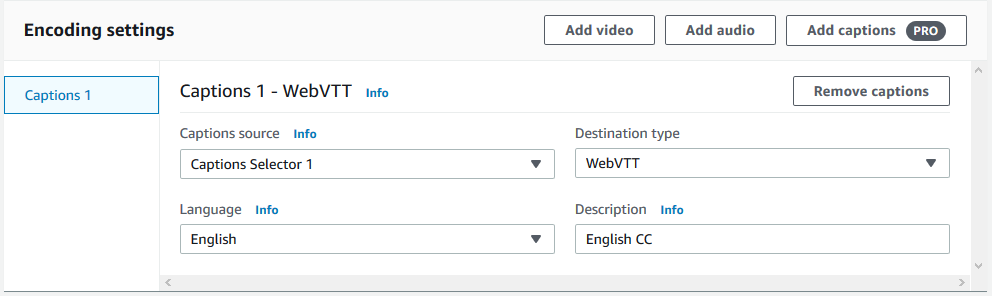 Encoding settings Add video Add audio Add captions PRO
Captions 1
Captions 1 - WebVTT Info Remove captions
Captions source Info Destination type
Captions Selector 1 WebVTT
Language Info Description Info
English English CC